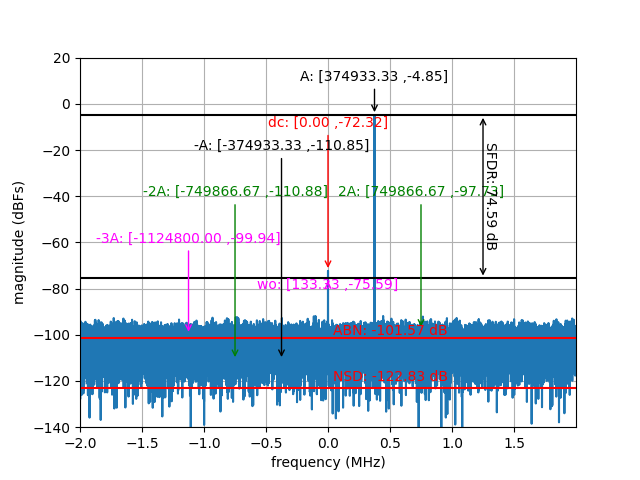 20
0
−20
−40
−60
−80
−100
−120
−140
magnitude (dBFs)
A: [374933.33 ,-4.85]
dc: [0.00 ,-72.32]
-A: [-374933.33 ,-110.85]
-2A: [-749866.67 ,-110.88]
2A: [749866.67 ,-97.73]
SFDR: 74.59 dB
-3A: [-1124800.00 ,-99.94]
wo: [133.33 ,-75.59]
ABN: -101.57 dB
NSD: -122.83 dB
−2.0 −1.5 −1.0 −0.5 0.0 0.5 1.0 1.5
frequency (MHz)